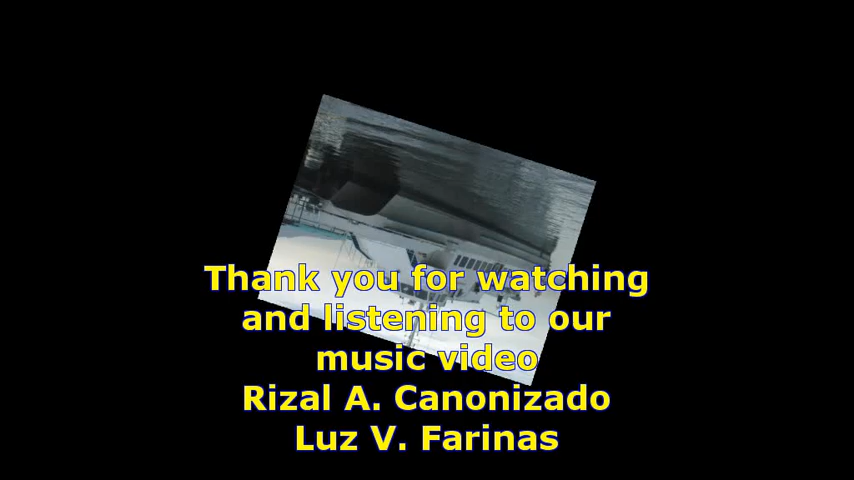 Thank you for watching
and listening to our
music video
Rizal A. Canonizado
Luz V. Farinas